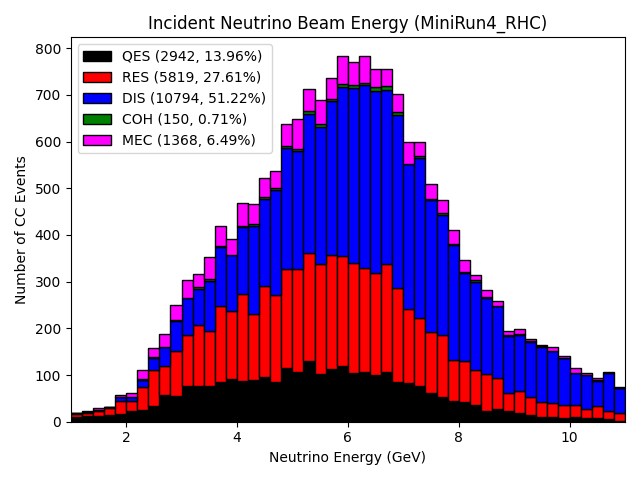 Incident Neutrino Beam Energy (MiniRun4_RHC)
QES (2942, 13.96%)
RES (5819, 27.61%)
DIS (10794, 51.22%)
COH (150, 0.71%)
MEC (1368, 6.49%)
Number of CC Events
800
700
600
500
400
300
200
100
0
2 4 6 8 10
Neutrino Energy (GeV)